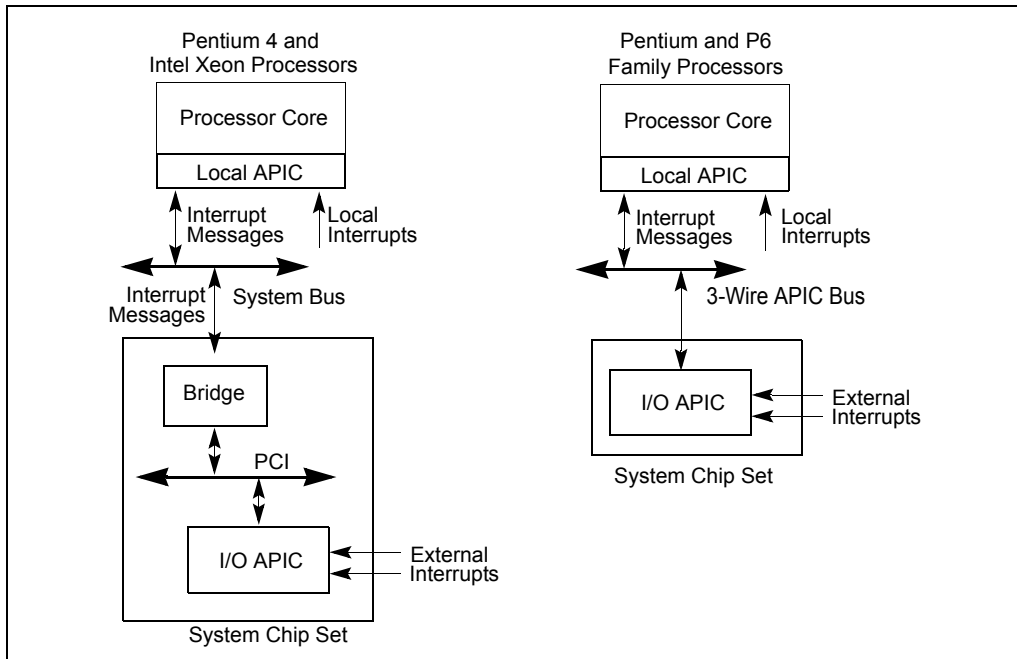 Pentium 4 and
Intel Xeon Processors
Processor Core
Local APIC
Interrupt
Messages
Local
Interrupts
System Bus
Interrupt
Messages
Bridge
PCI
I/O APIC
External
Interrupts
System Chip Set
Pentium and P6
Family Processors
Processor Core
Local APIC
Interrupt
Messages
Local
Interrupts
3-Wire APIC Bus
I/O APIC
External
Interrupts
System Chip Set